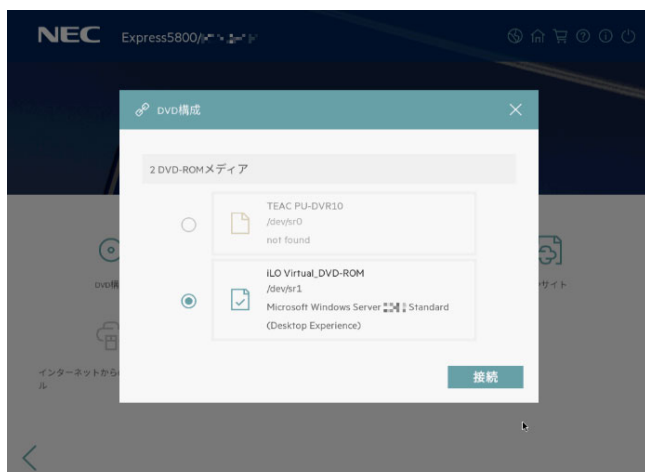 NEC Express5800/
DVD構成
2 DVD-ROMメディア
TEAC PU-DVR10
/dev/sr0
not found
iLO Virtual_DVD-ROM
/dev/sr1
Microsoft Windows Server Standard
(Desktop Experience)
接続
DVD構
サイト
インターネットから
ル